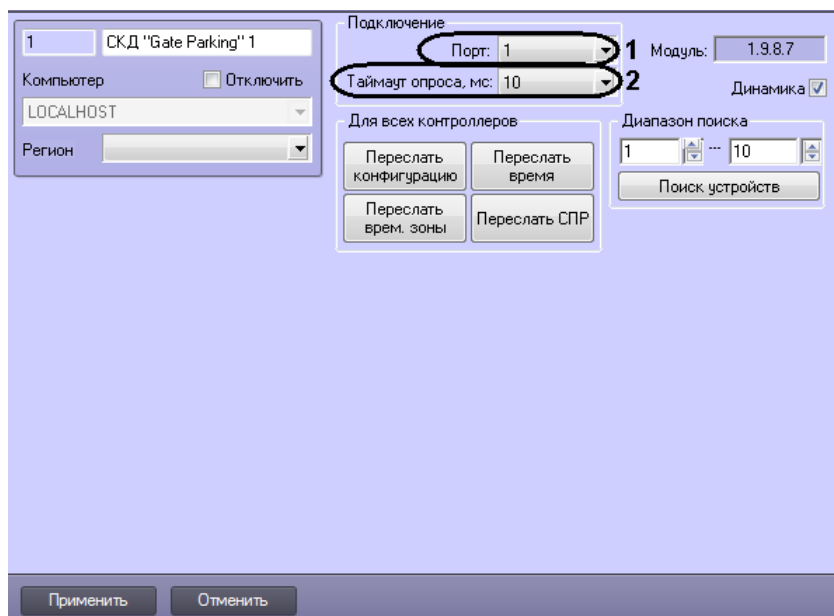 Подключение
1 СКД "Gate Parking" 1
Порт: 1 1 Модуль: 1.9.8.7
Компьютер Отключить
Таймаут опроса, мс: 10 2 Динамика
LOCALHOST
Для всех контроллеров Диапазон поиска
Регион
Переслать конфигурацию Переслать время 1 ... 10
Поиск устройств
Переслать врем. зоны Переслать СПР
Применить Отменить